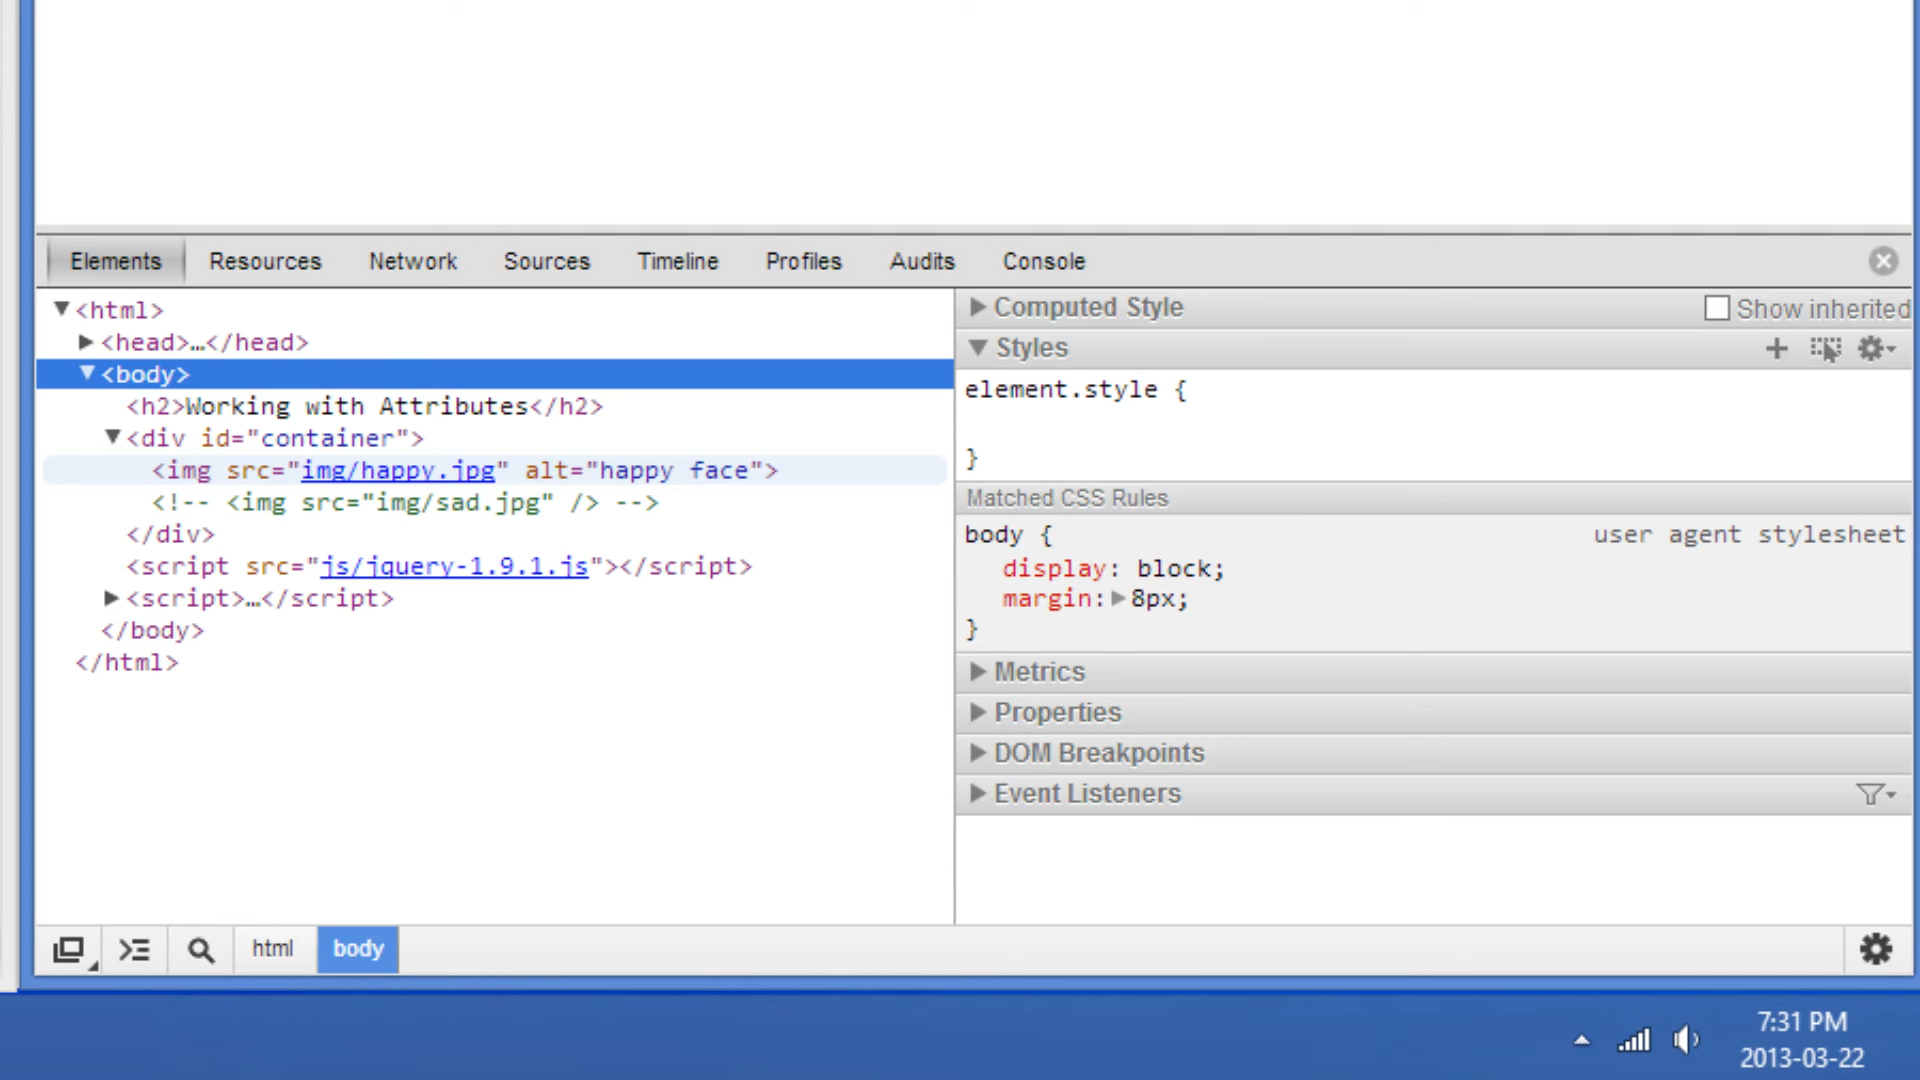 Elements Resources Network Sources Timeline Profiles Audits Console
<html>
<head>…</head>
<body>
<h2>Working with Attributes</h2>
<div id="container">
<img src="img/happy.jpg" alt="happy face">
<!-- <img src="img/sad.jpg" /> -->
</div>
<script src="js/jquery-1.9.1.js"></script>
<script>…</script>
</body>
</html>
Computed Style Show inherited
Styles
element.style {
}
Matched CSS Rules
body { user agent stylesheet
display: block;
margin: 8px;
}
Metrics
Properties
DOM Breakpoints
Event Listeners
html body
7:31 PM
2013-03-22